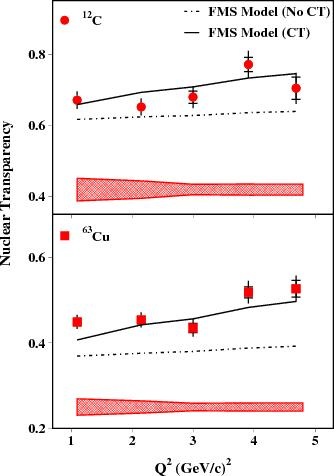 FMS Model (No CT)
¹²C
FMS Model (CT)
0.8
0.6
0.4
Nuclear Transparency
⁶³Cu
0.6
0.4
0.2
1 2 3 4 5
Q² (GeV/c)²